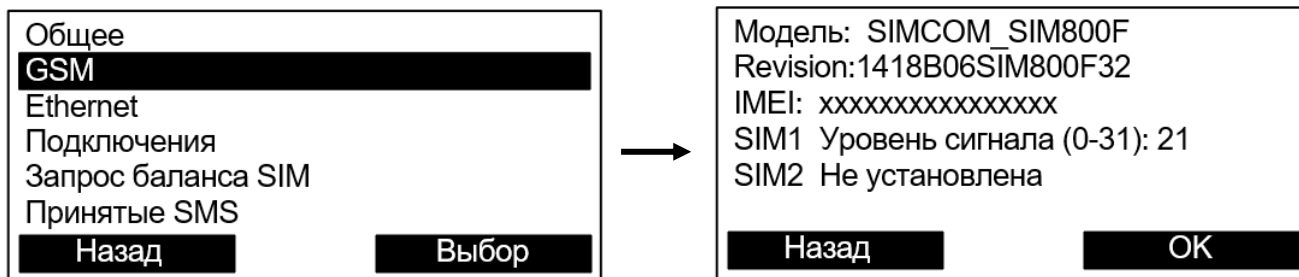 Общее
GSM
Ethernet
Подключения
Запрос баланса SIM
Принятые SMS
Назад Выбор
Модель: SIMCOM_SIM800F
Revision:1418B06SIM800F32
IMEI: xxxxxxxxxxxxxxxx
SIM1 Уровень сигнала (0-31): 21
SIM2 Не установлена
Назад OK